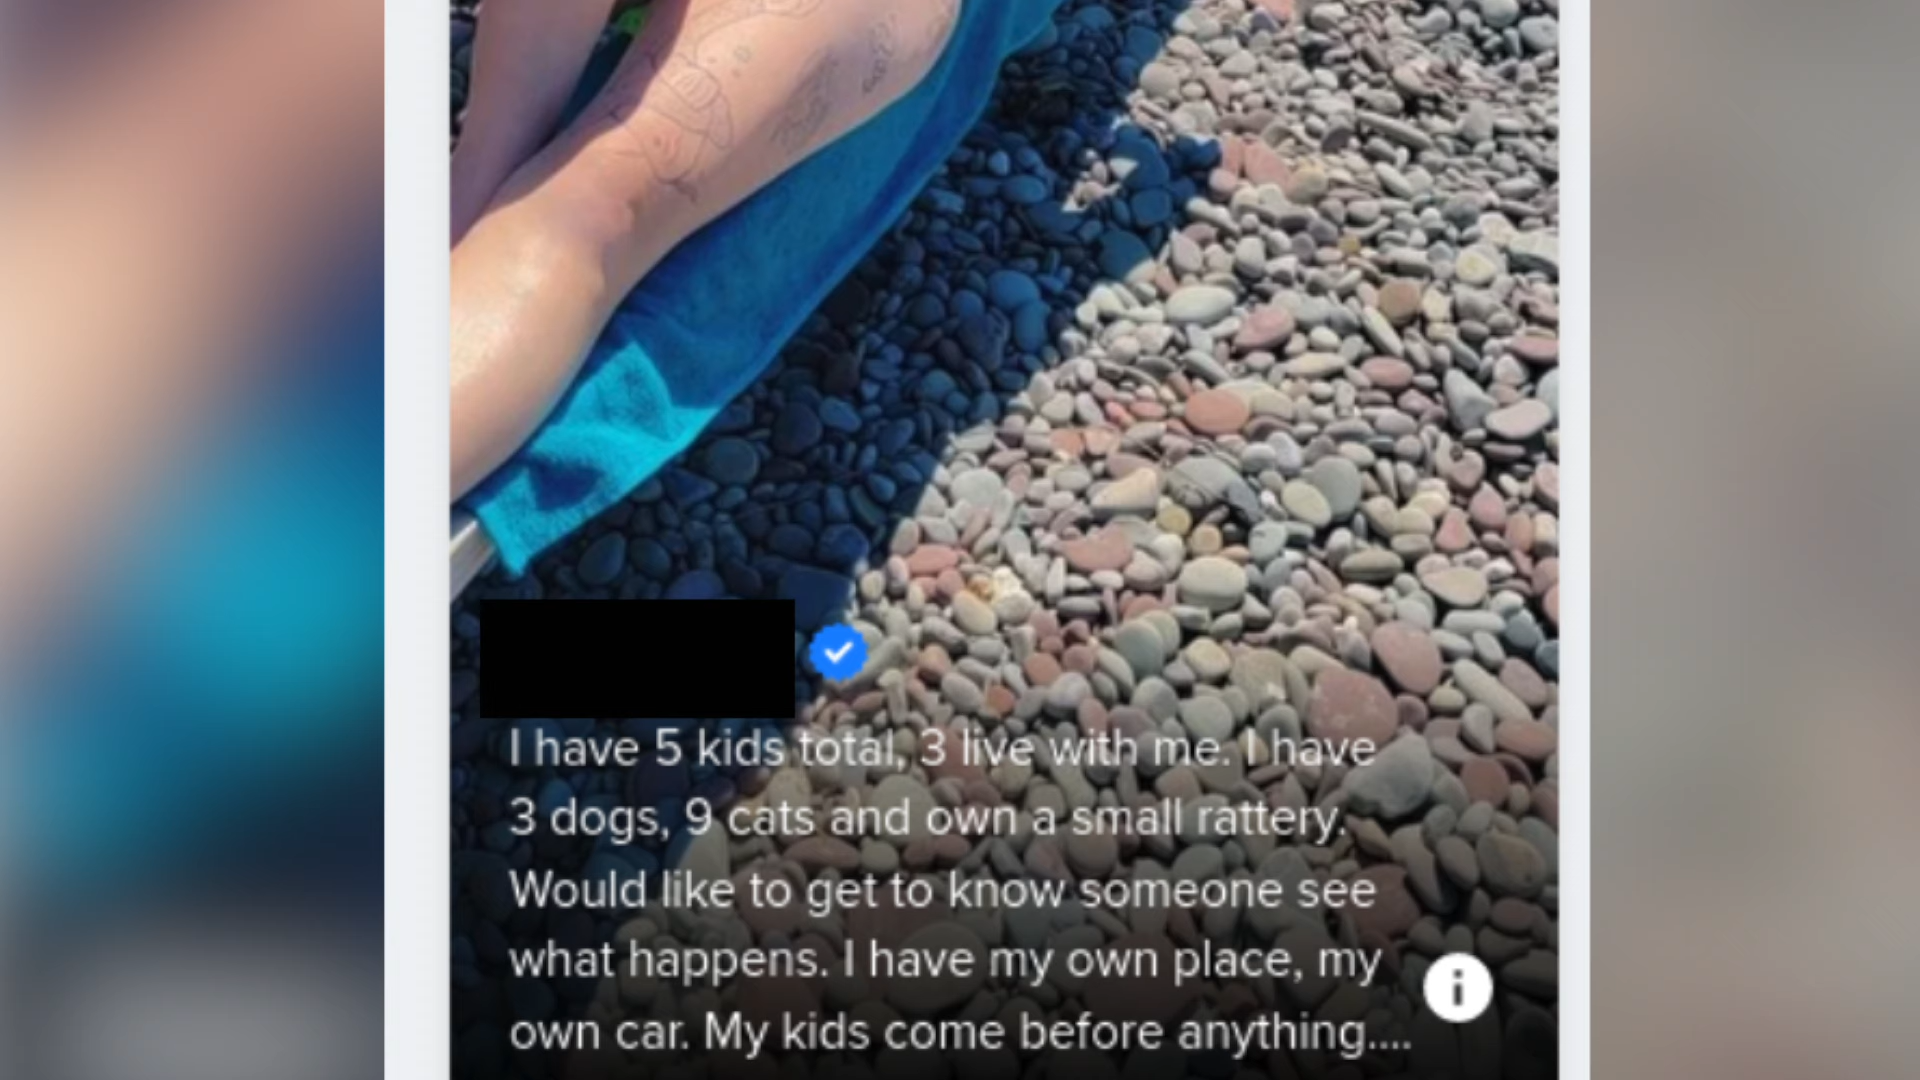 I have 5 kids total, 3 live with me. I have
3 dogs, 9 cats and own a small rattery.
Would like to get to know someone see
what happens. I have my own place, my
own car. My kids come before anything....